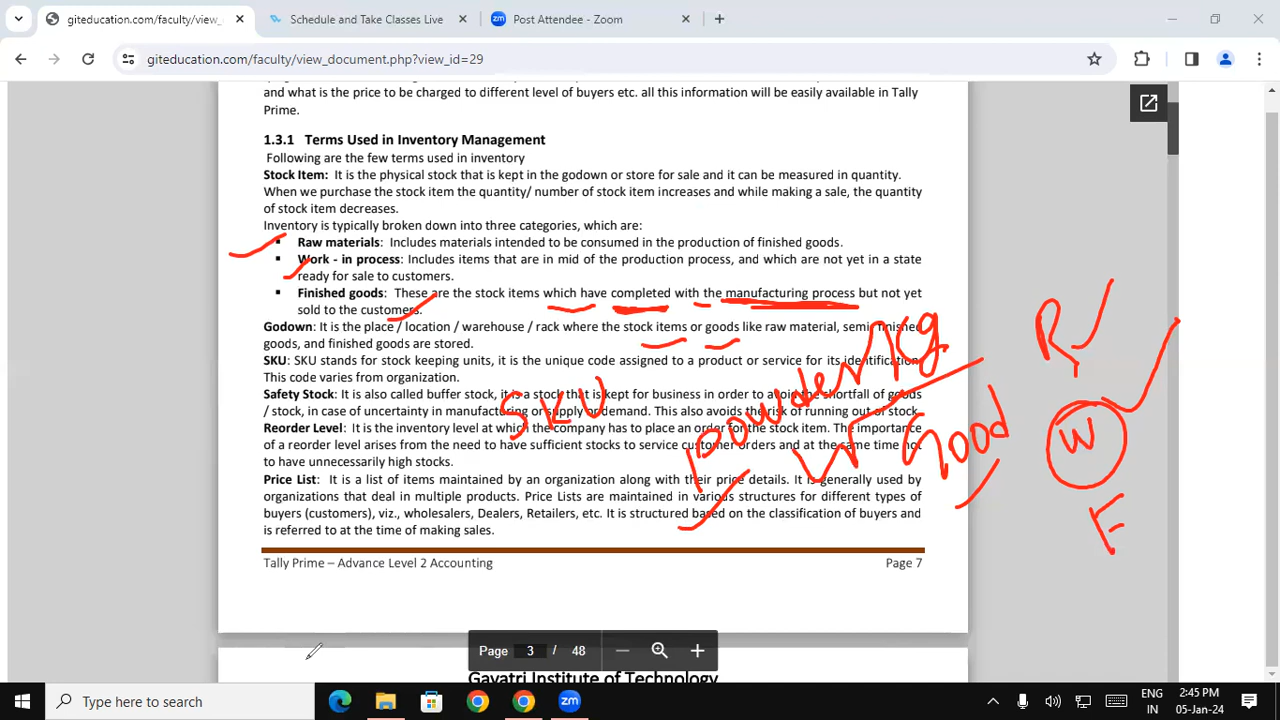 giteducation.com/faculty/view_
Schedule and Take Classes Live
Post Attendee - Zoom
giteducation.com/faculty/view_document.php?view_id=29
and what is the price to be charged to different level of buyers etc. all this information will be easily available in Tally
Prime.
1.3.1 Terms Used in Inventory Management
Following are the few terms used in inventory
Stock Item: It is the physical stock that is kept in the godown or store for sale and it can be measured in quantity.
When we purchase the stock item the quantity/ number of stock item increases and while making a sale, the quantity
of stock item decreases.
Inventory is typically broken down into three categories, which are:
▪ Raw materials: Includes materials intended to be consumed in the production of finished goods.
▪ Work - in process: Includes items that are in mid of the production process, and which are not yet in a state
ready for sale to customers.
▪ Finished goods: These are the stock items which have completed with the manufacturing process but not yet
sold to the customers.
Godown: It is the place / location / warehouse / rack where the stock items or goods like raw material, semi finished
goods, and finished goods are stored.
SKU: SKU stands for stock keeping units, it is the unique code assigned to a product or service for its identification.
This code varies from organization.
Safety Stock: It is also called buffer stock, it is a stock that is kept for business in order to avoid the shortfall of goods
/ stock, in case of uncertainty in manufacturing or supply or demand. This also avoids the risk of running out of stock.
Reorder Level: It is the inventory level at which the company has to place an order for the stock item. The importance
of a reorder level arises from the need to have sufficient stocks to service customer orders and at the same time not
to have unnecessarily high stocks.
Price List: It is a list of items maintained by an organization along with their price details. It is generally used by
organizations that deal in multiple products. Price Lists are maintained in various structures for different types of
buyers (customers), viz., wholesalers, Dealers, Retailers, etc. It is structured based on the classification of buyers and
is referred to at the time of making sales.
SKU
powder
kg
Good
R
W
F
Tally Prime – Advance Level 2 Accounting Page 7
Page 3 / 48
Gayatri Institute of Technology
Type here to search
ENG
IN
2:45 PM
05-Jan-24